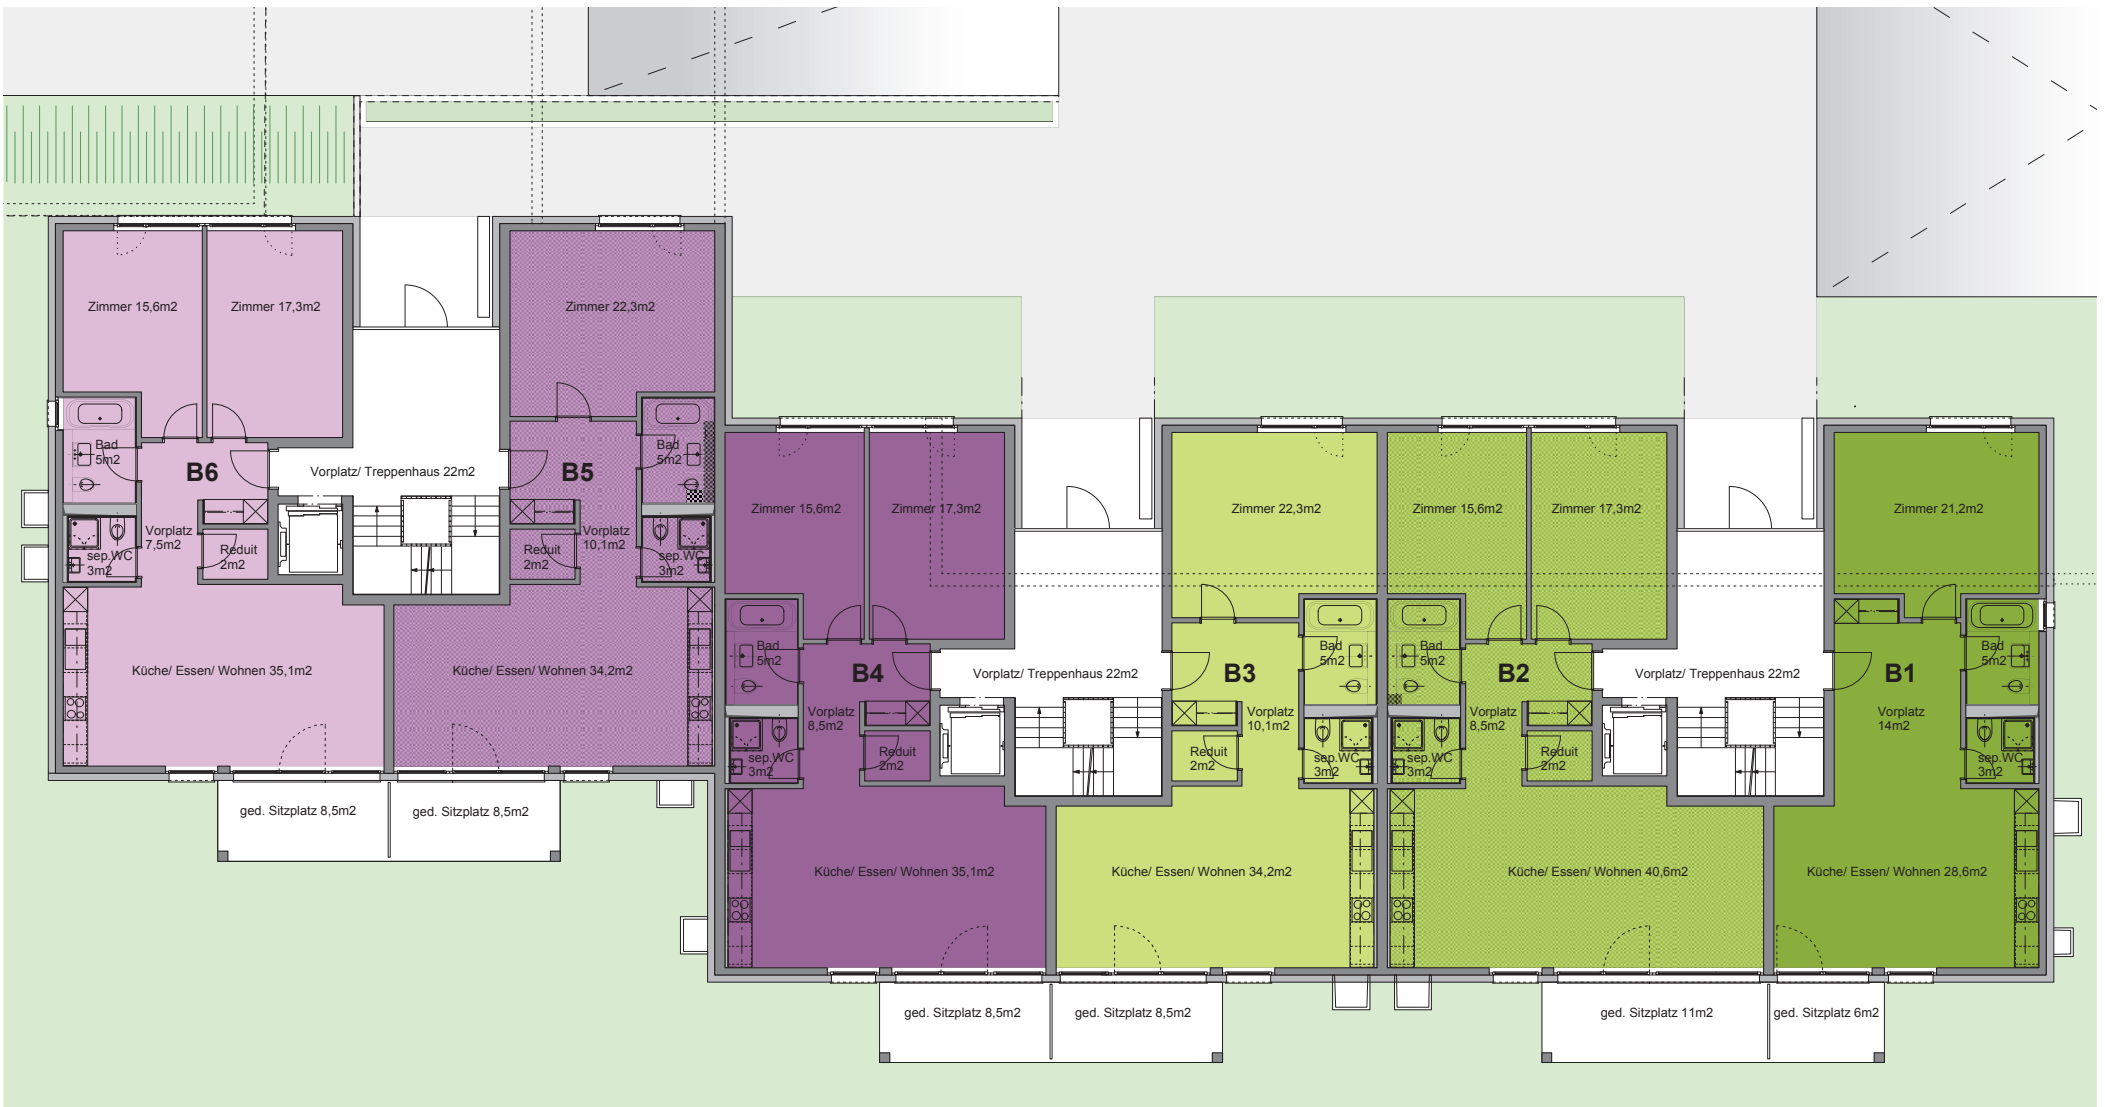 Zimmer 15,6m2
Zimmer 17,3m2
Bad
5m2
B6
Vorplatz
7,5m2
sep.WC
3m2
Reduit
2m2
Küche/ Essen/ Wohnen 35,1m2
ged. Sitzplatz 8,5m2
Vorplatz/ Treppenhaus 22m2
Zimmer 22,3m2
B5
Bad
5m2
Vorplatz
10,1m2
Reduit
2m2
sep.WC
3m2
Küche/ Essen/ Wohnen 34,2m2
ged. Sitzplatz 8,5m2
Zimmer 15,6m2
Zimmer 17,3m2
Bad
5m2
B4
Vorplatz
8,5m2
sep.WC
3m2
Reduit
2m2
Küche/ Essen/ Wohnen 35,1m2
ged. Sitzplatz 8,5m2
Vorplatz/ Treppenhaus 22m2
Zimmer 22,3m2
B3
Bad
5m2
Vorplatz
10,1m2
Reduit
2m2
sep.WC
3m2
Küche/ Essen/ Wohnen 34,2m2
ged. Sitzplatz 8,5m2
Zimmer 15,6m2
Zimmer 17,3m2
Bad
5m2
B2
Vorplatz
8,5m2
sep.WC
3m2
Reduit
2m2
Küche/ Essen/ Wohnen 40,6m2
ged. Sitzplatz 11m2
Vorplatz/ Treppenhaus 22m2
Zimmer 21,2m2
B1
Bad
5m2
Vorplatz
14m2
sep.WC
3m2
Küche/ Essen/ Wohnen 28,6m2
ged. Sitzplatz 6m2